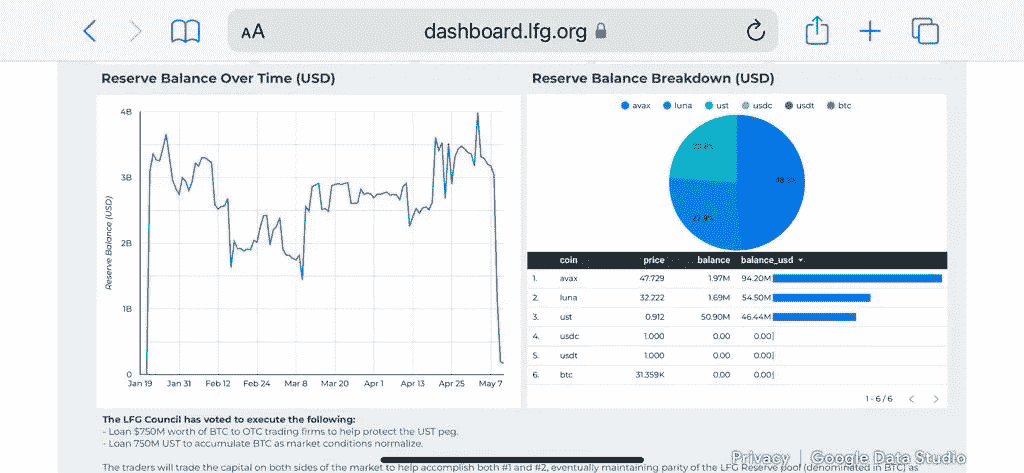 AA dashboard.lfg.org
Reserve Balance Over Time (USD)
4B
3B
2B
1B
0
Reserve Balance (USD)
Jan 19 Jan 31 Feb 12 Feb 24 Mar 8 Mar 20 Apr 1 Apr 13 Apr 25 May 7
Reserve Balance Breakdown (USD)
avax luna ust usdc usdt btc
coin price balance balance_usd
1. avax 47.729 1.97M 94.20M
2. luna 32.222 1.69M 54.50M
3. ust 0.912 50.90M 46.44M
4. usdc 1.000 0.00 0.00
5. usdt 1.000 0.00 0.00
6. btc 31.359K 0.00 0.00
1 - 6 / 6
The LFG Council has voted to execute the following:
- Loan $750M worth of BTC to OTC trading firms to help protect the UST peg.
- Loan 750M UST to accumulate BTC as market conditions normalize.
The traders will trade the capital on both sides of the market to help accomplish both #1 and #2, eventually maintaining parity of the LFG Reserve pool (denominated in BTC) as
Privacy | Google Data Studio